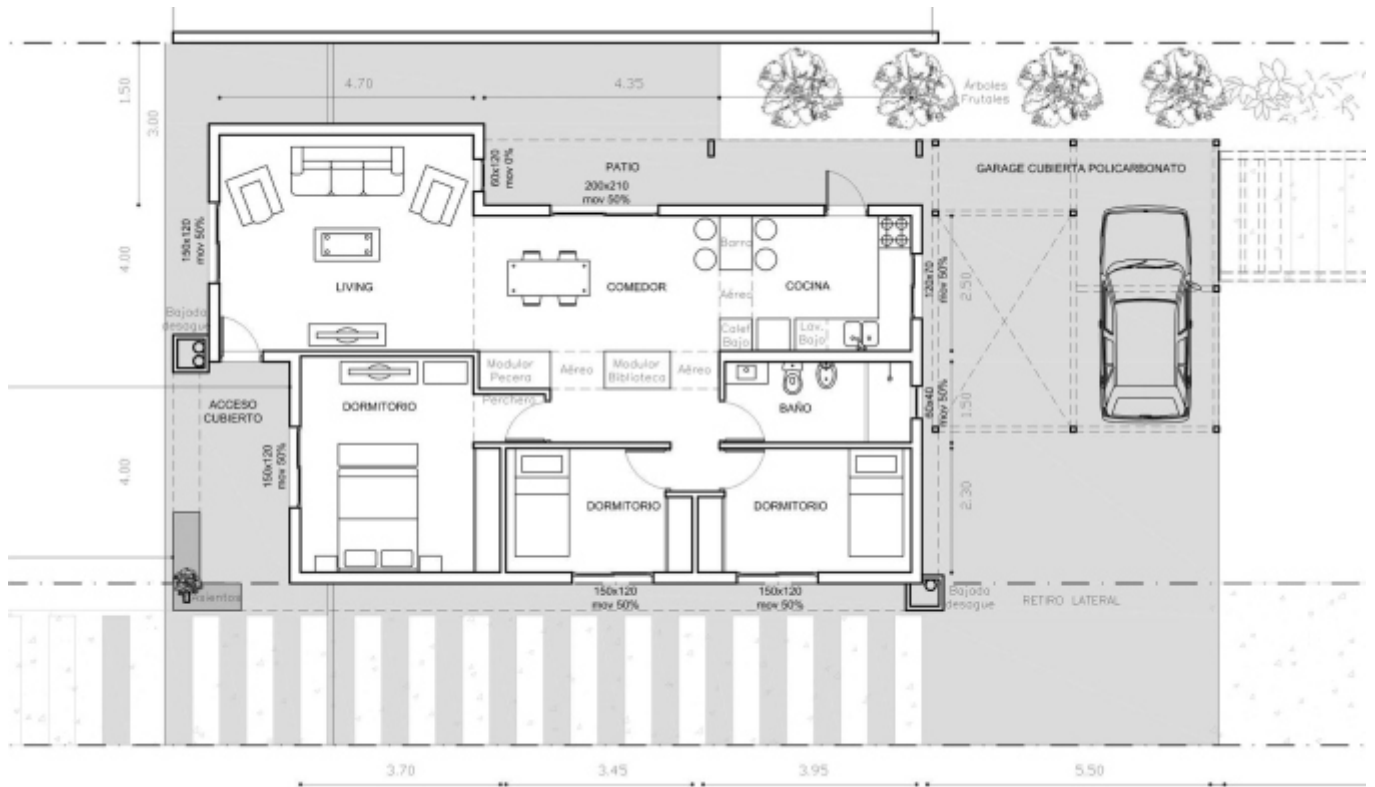 4.70
4.35
Árboles
Frutales
1.50
3.00
PATIO
GARAGE CUBIERTA POLICARBONATO
60x120
mov 0%
200x210
mov 50%
150x120
mov 50%
4.00
Barra
LIVING
COMEDOR
Aéreo
COCINA
120x70
mov 50%
2.50
Bajada
desague
Calef
Bajo
Lav.
Bajo
Modular
Pecera
Aéreo
Modular
Biblioteca
Aéreo
ACCESO
CUBIERTO
DORMITORIO
Perchero
BAÑO
60x40
mov 50%
1.50
4.00
150x120
mov 50%
DORMITORIO
DORMITORIO
2.30
Asientos
150x120
mov 50%
150x120
mov 50%
Bajada
desague
RETIRO LATERAL
3.70
3.45
3.95
5.50